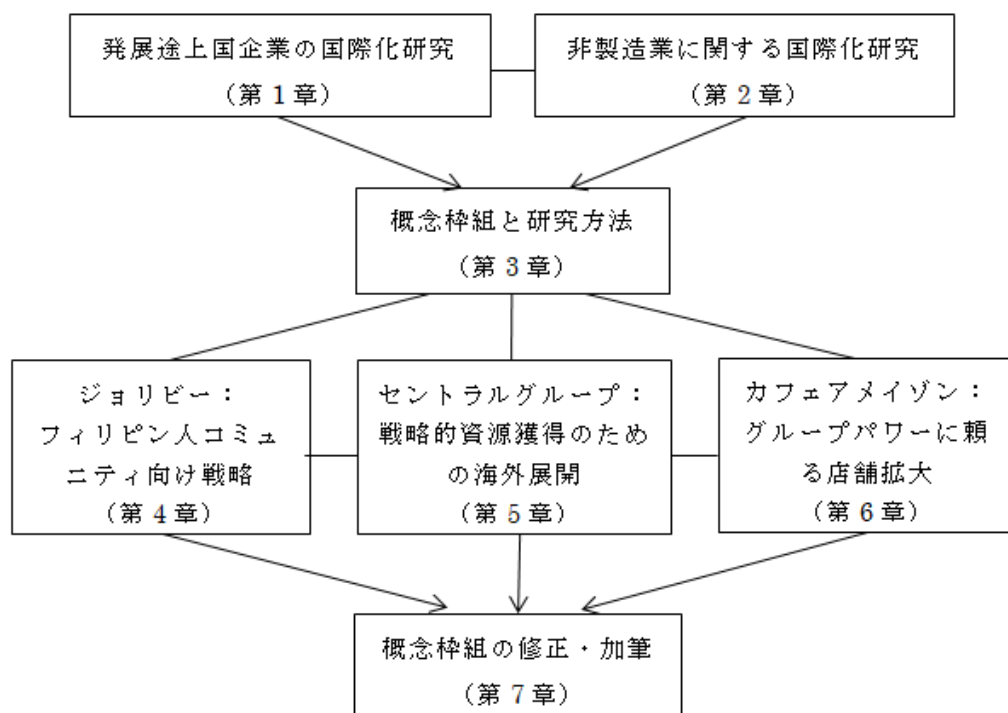 発展途上国企業の国際化研究
（第1章）
非製造業に関する国際化研究
（第2章）
概念枠組と研究方法
（第3章）
ジョリビー：
フィリピン人コミュ
ニティ向け戦略
（第4章）
セントラルグループ：
戦略的資源獲得のため
の海外展開
（第5章）
カフェアメイゾン：
グループパワーに頼
る店舗拡大
（第6章）
概念枠組の修正・加筆
（第7章）